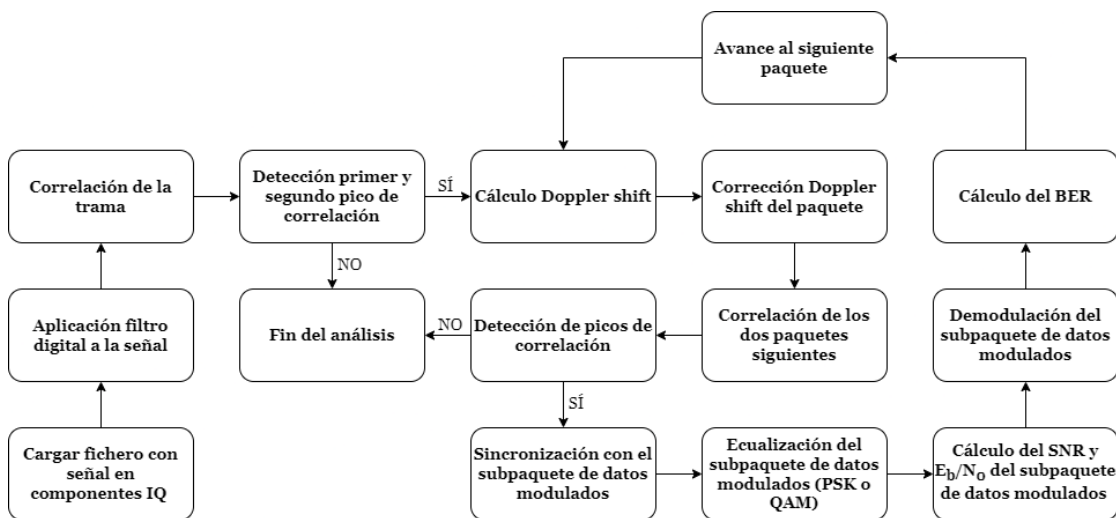 Avance al siguiente
paquete
Correlación de la
trama
Detección primer y
segundo pico de
correlación
SÍ
Cálculo Doppler shift
Corrección Doppler
shift del paquete
Cálculo del BER
NO
Aplicación filtro
digital a la señal
Fin del análisis
NO
Detección de picos de
correlación
Correlación de los
dos paquetes
siguientes
Demodulación del
subpaquete de datos
modulados
SÍ
Cargar fichero con
señal en
componentes IQ
Sincronización con el
subpaquete de datos
modulados
Ecualización del
subpaquete de datos
modulados (PSK o
QAM)
Cálculo del SNR y
E_b/N_o del subpaquete
de datos modulados